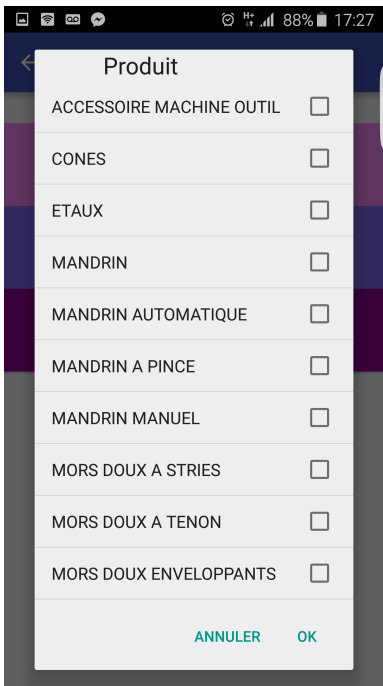 88% 17:27
Produit
ACCESSOIRE MACHINE OUTIL
CONES
ETAUX
MANDRIN
MANDRIN AUTOMATIQUE
MANDRIN A PINCE
MANDRIN MANUEL
MORS DOUX A STRIES
MORS DOUX A TENON
MORS DOUX ENVELOPPANTS
ANNULER OK